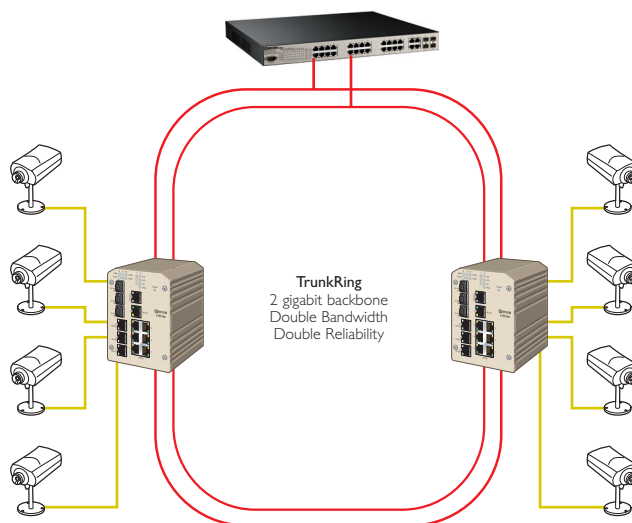 TrunkRing
2 gigabit backbone
Double Bandwidth
Double Reliability